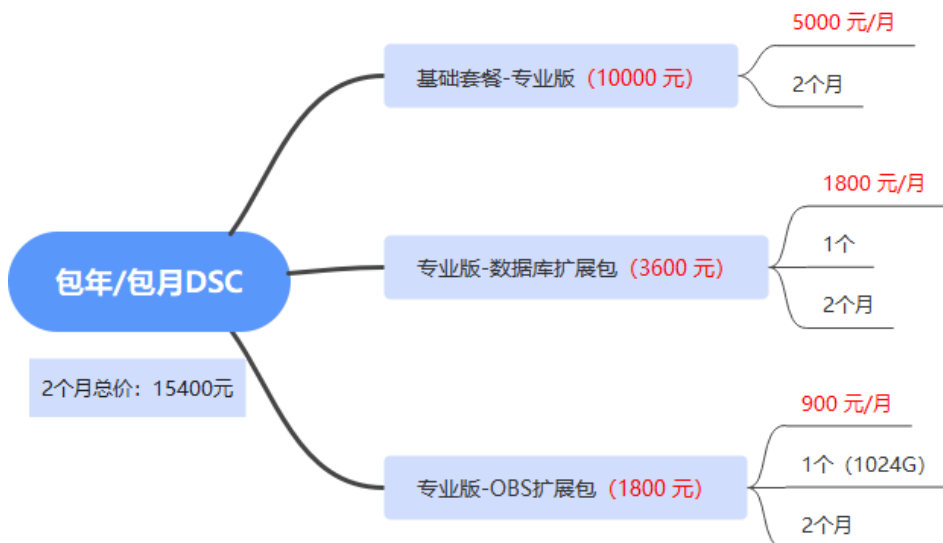 包年/包月DSC
2个月总价：15400元
基础套餐-专业版（10000 元）
5000 元/月
2个月
专业版-数据库扩展包（3600 元）
1800 元/月
1个
2个月
专业版-OBS扩展包（1800 元）
900 元/月
1个（1024G）
2个月